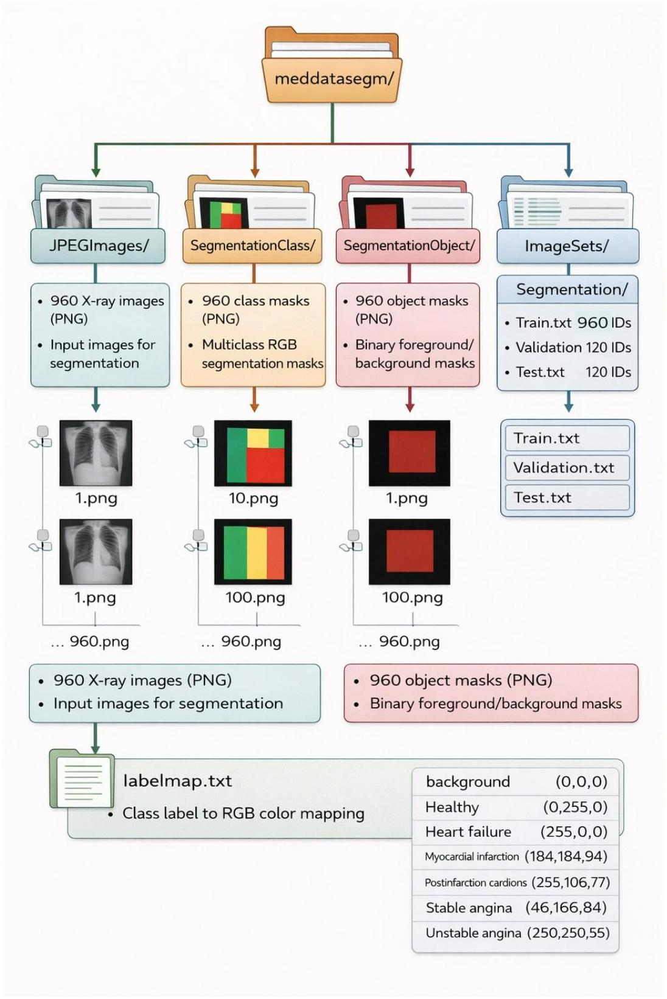 meddatasegm/
JPEGImages/
SegmentationClass/
SegmentationObject/
ImageSets/
• 960 X-ray images
(PNG)
• Input images for
segmentation
• 960 class masks
(PNG)
• Multiclass RGB
segmentation masks
• 960 object masks
(PNG)
• Binary foreground/
background masks
Segmentation/
• Train.txt 960 IDs
• Validation 120 IDs
• Test.txt 120 IDs
1.png
10.png
1.png
Train.txt
Validation.txt
Test.txt
1.png
100.png
100.png
... 960.png
... 960.png
... 960.png
• 960 X-ray images (PNG)
• Input images for segmentation
• 960 object masks (PNG)
• Binary foreground/background masks
labelmap.txt
• Class label to RGB color mapping
background (0,0,0)
Healthy (0,255,0)
Heart failure (255,0,0)
Myocardial infarction (184,184,94)
Postinfarction cardions (255,106,77)
Stable angina (46,166,84)
Unstable angina (250,250,55)